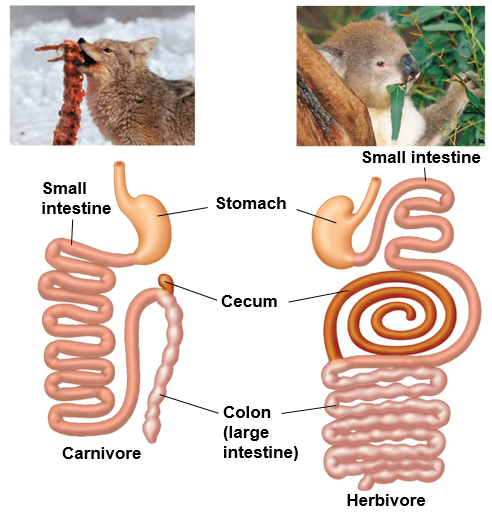 Small intestine
Small
intestine
Stomach
Cecum
Colon
(large
intestine)
Carnivore
Herbivore